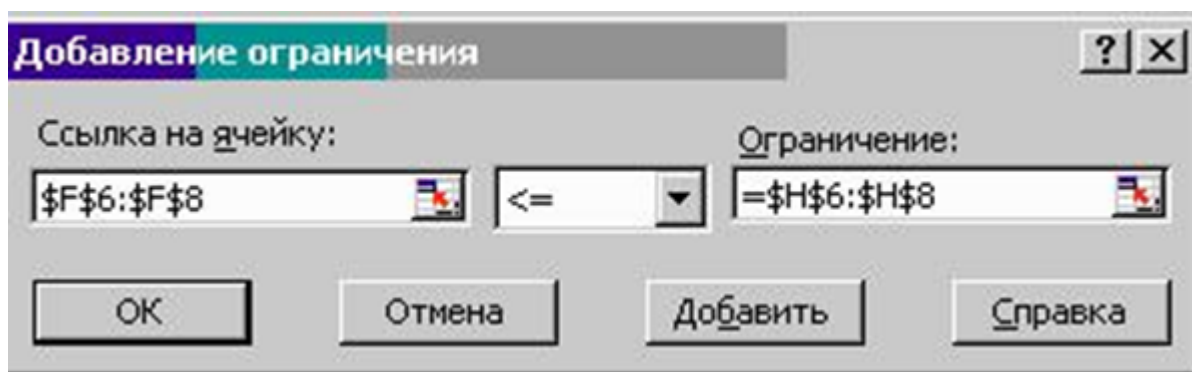 Добавление ограничения ? ×
Ссылка на ячейку: Ограничение:
$F$6:$F$8 <= =$H$6:$H$8
OK Отмена Добавить Справка